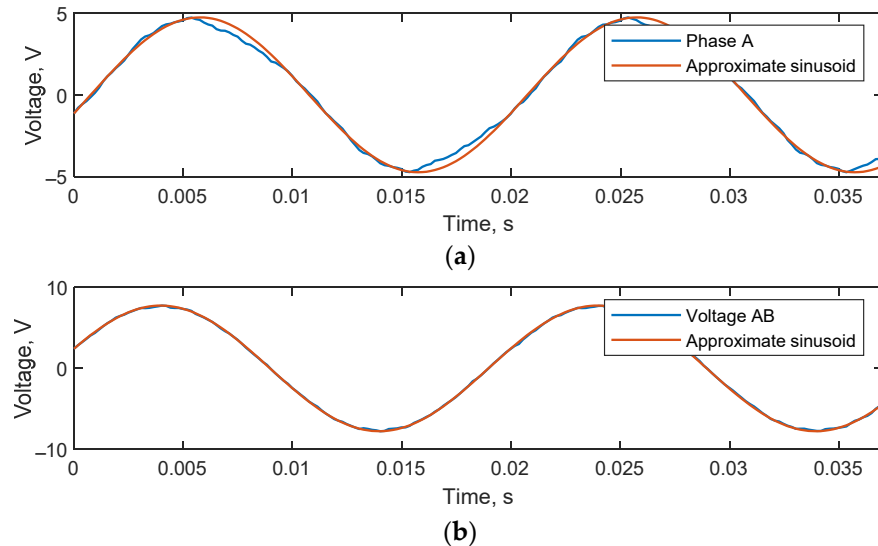 5
0
–5
Voltage, V
Phase A
Approximate sinusoid
0 0.005 0.01 0.015 0.02 0.025 0.03 0.035
Time, s
(a)
10
0
–10
Voltage, V
Voltage AB
Approximate sinusoid
0 0.005 0.01 0.015 0.02 0.025 0.03 0.035
Time, s
(b)